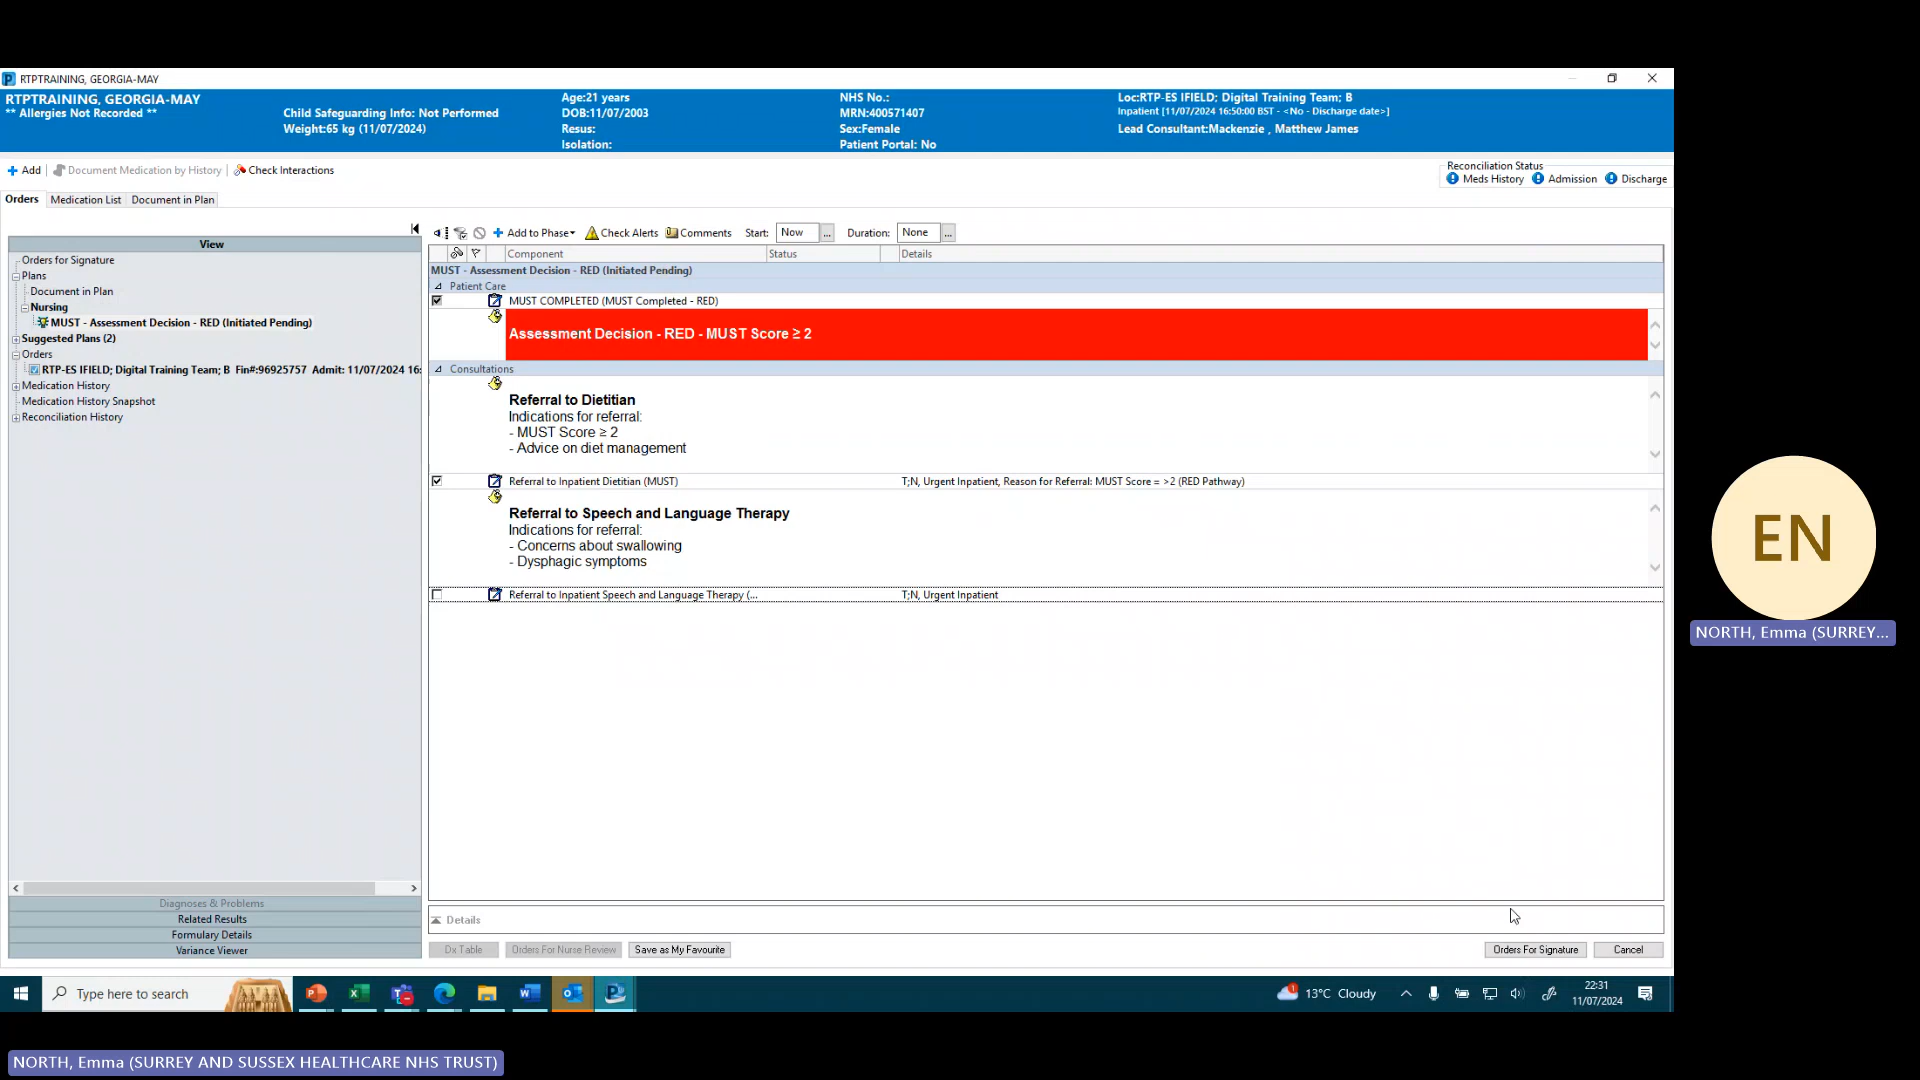 RTPTRAINING, GEORGIA-MAY
RTPTRAINING, GEORGIA-MAY
** Allergies Not Recorded **
Child Safeguarding Info: Not Performed
Weight:65 kg (11/07/2024)
Age:21 years
DOB:11/07/2003
Resus:
Isolation:
NHS No.:
MRN:400571407
Sex:Female
Patient Portal: No
Loc:RTP-ES IFIELD; Digital Training Team; B
Inpatient [11/07/2024 16:50:00 BST - <No - Discharge date>]
Lead Consultant:Mackenzie , Matthew James
Add
Document Medication by History
Check Interactions
Reconciliation Status
Meds History Admission Discharge
Orders Medication List Document in Plan
View
Orders for Signature
Plans
Document in Plan
Nursing
MUST - Assessment Decision - RED (Initiated Pending)
Suggested Plans (2)
Orders
RTP-ES IFIELD; Digital Training Team; B Fin#:96925757 Admit: 11/07/2024 16:
Medication History
Medication History Snapshot
Reconciliation History
Diagnoses & Problems
Related Results
Formulary Details
Variance Viewer
Add to Phase Check Alerts Comments Start: Now ... Duration: None ...
Component Status Details
MUST - Assessment Decision - RED (Initiated Pending)
Patient Care
MUST COMPLETED (MUST Completed - RED)
Assessment Decision - RED - MUST Score ≥ 2
Consultations
Referral to Dietitian
Indications for referral:
- MUST Score ≥ 2
- Advice on diet management
Referral to Inpatient Dietitian (MUST) T;N, Urgent Inpatient, Reason for Referral: MUST Score = >2 (RED Pathway)
Referral to Speech and Language Therapy
Indications for referral:
- Concerns about swallowing
- Dysphagic symptoms
Referral to Inpatient Speech and Language Therapy (... T;N, Urgent Inpatient
Details
Dx Table Orders For Nurse Review Save as My Favourite Orders For Signature Cancel
Type here to search
1
13°C Cloudy
22:31
11/07/2024
EN
NORTH, Emma (SURREY...
NORTH, Emma (SURREY AND SUSSEX HEALTHCARE NHS TRUST)